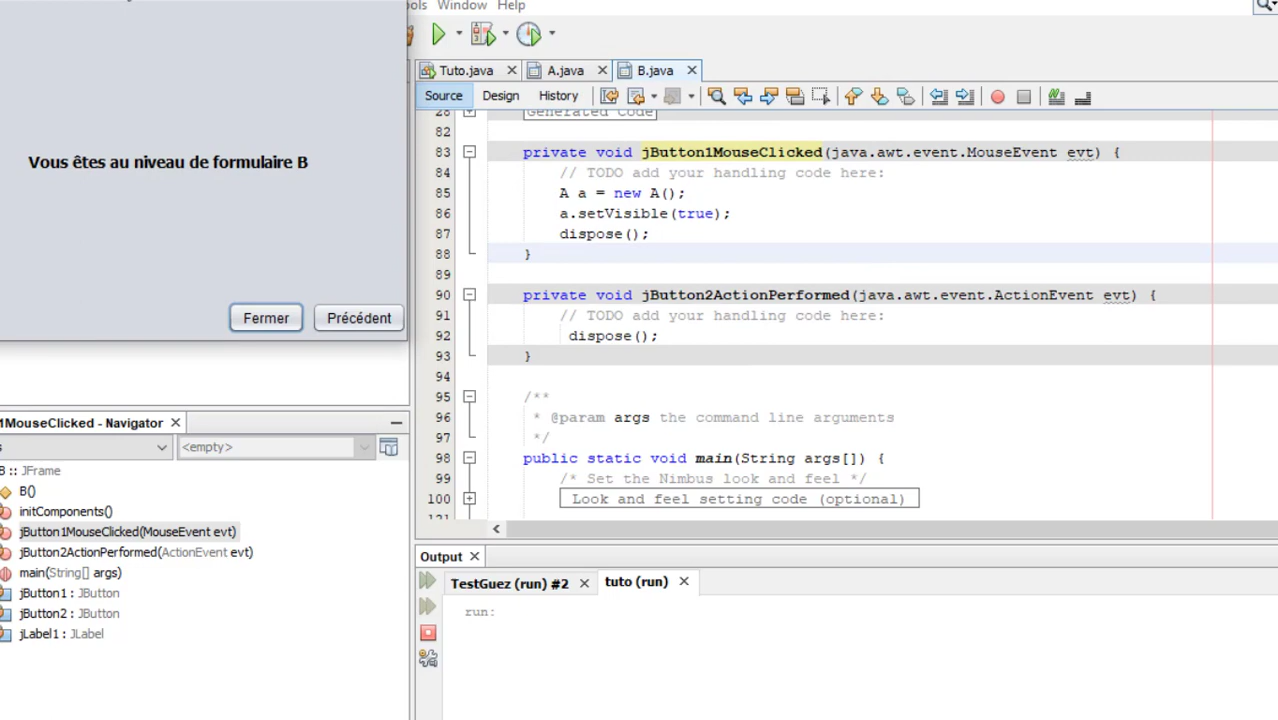 Window Help
Tuto.java A.java B.java
Source Design History
28 Generated Code
82
83 private void jButton1MouseClicked(java.awt.event.MouseEvent evt) {
84 // TODO add your handling code here:
85 A a = new A();
86 a.setVisible(true);
87 dispose();
88 }
89
90 private void jButton2ActionPerformed(java.awt.event.ActionEvent evt) {
91 // TODO add your handling code here:
92 dispose();
93 }
94
95 /**
96 * @param args the command line arguments
97 */
98 public static void main(String args[]) {
99 /* Set the Nimbus look and feel */
100 Look and feel setting code (optional)
Vous êtes au niveau de formulaire B
Fermer Précédent
1MouseClicked - Navigator
<empty>
B :: JFrame
B()
initComponents()
jButton1MouseClicked(MouseEvent evt)
jButton2ActionPerformed(ActionEvent evt)
main(String[] args)
jButton1 : JButton
jButton2 : JButton
jLabel1 : JLabel
Output
TestGuez (run) #2 tuto (run)
run: